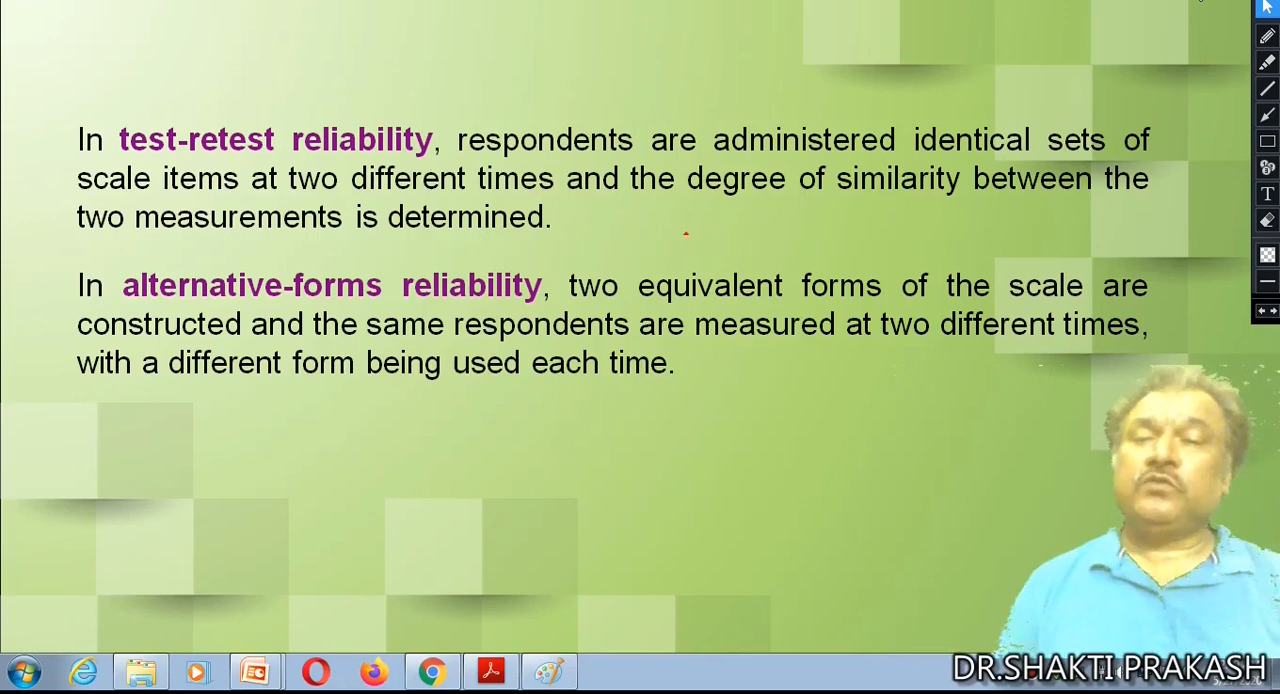 In test-retest reliability, respondents are administered identical sets of
scale items at two different times and the degree of similarity between the
two measurements is determined.
In alternative-forms reliability, two equivalent forms of the scale are
constructed and the same respondents are measured at two different times,
with a different form being used each time.
T
DR.SHAKTI PRAKASH